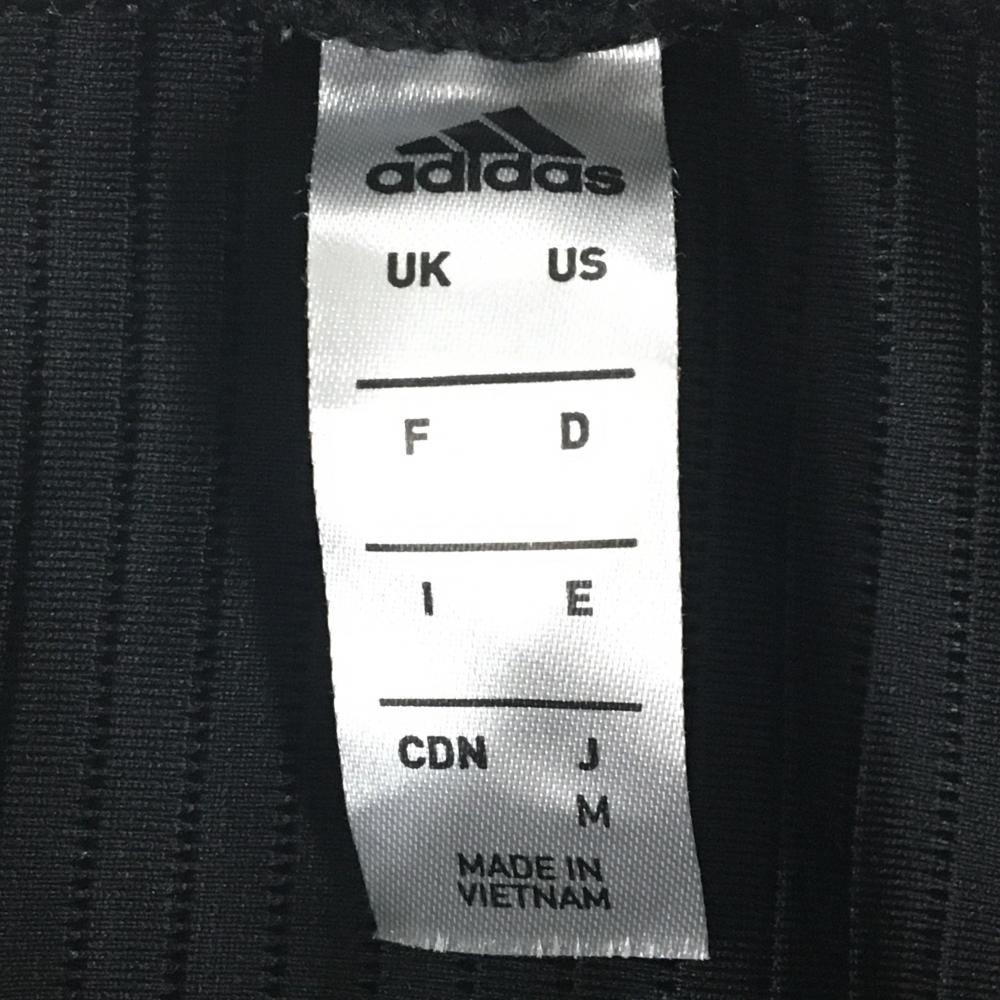 adidas
UK US
F D
I E
CDN J
M
MADE IN
VIETNAM